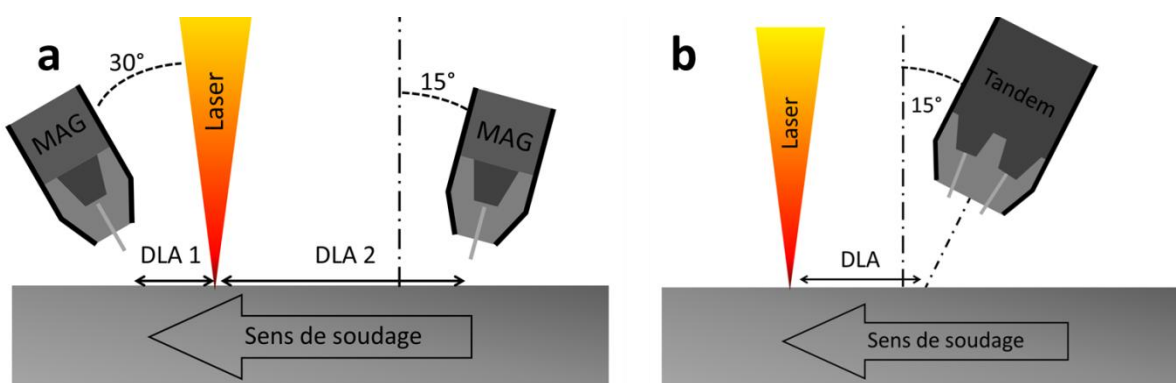 a
30°
MAG
Laser
15°
MAG
DLA 1
DLA 2
Sens de soudage
b
Laser
15°
Tandem
DLA
Sens de soudage